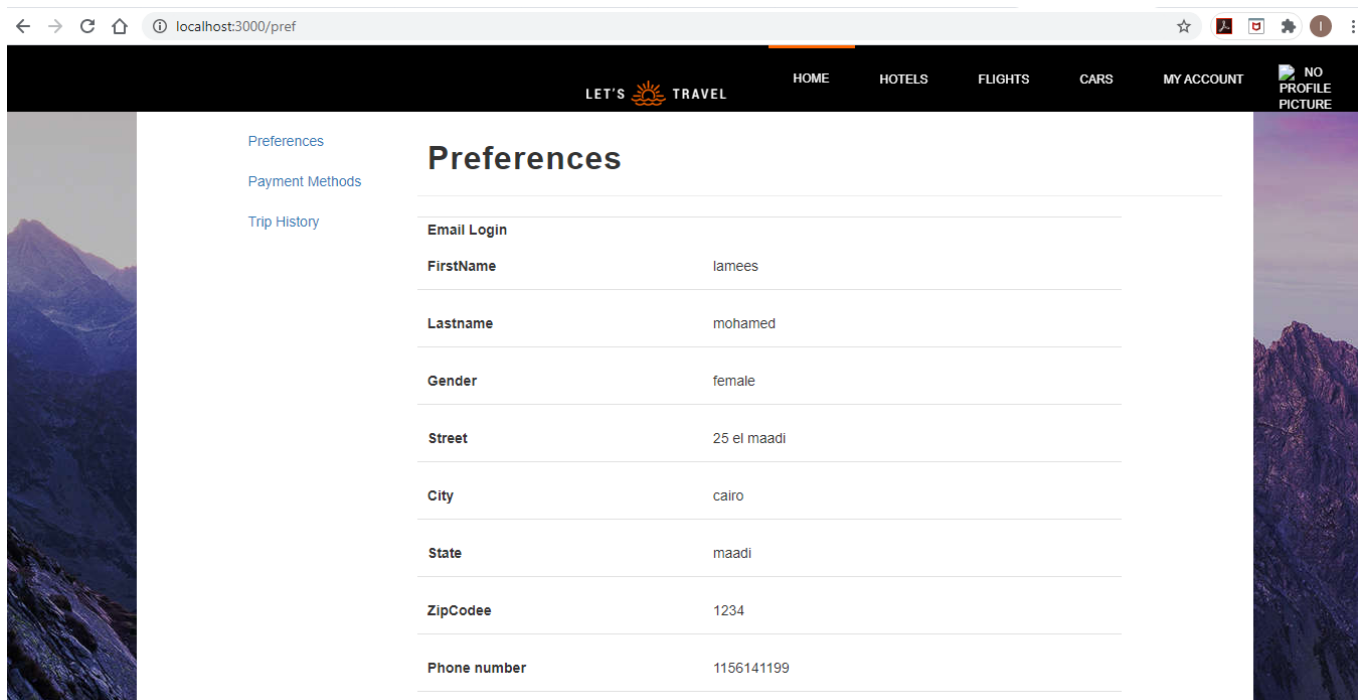 localhost:3000/pref
I
LET'S TRAVEL
HOME
HOTELS
FLIGHTS
CARS
MY ACCOUNT
NO
PROFILE
PICTURE
Preferences
Payment Methods
Trip History
Preferences
Email Login
FirstName lamees
Lastname mohamed
Gender female
Street 25 el maadi
City cairo
State maadi
ZipCodee 1234
Phone number 1156141199